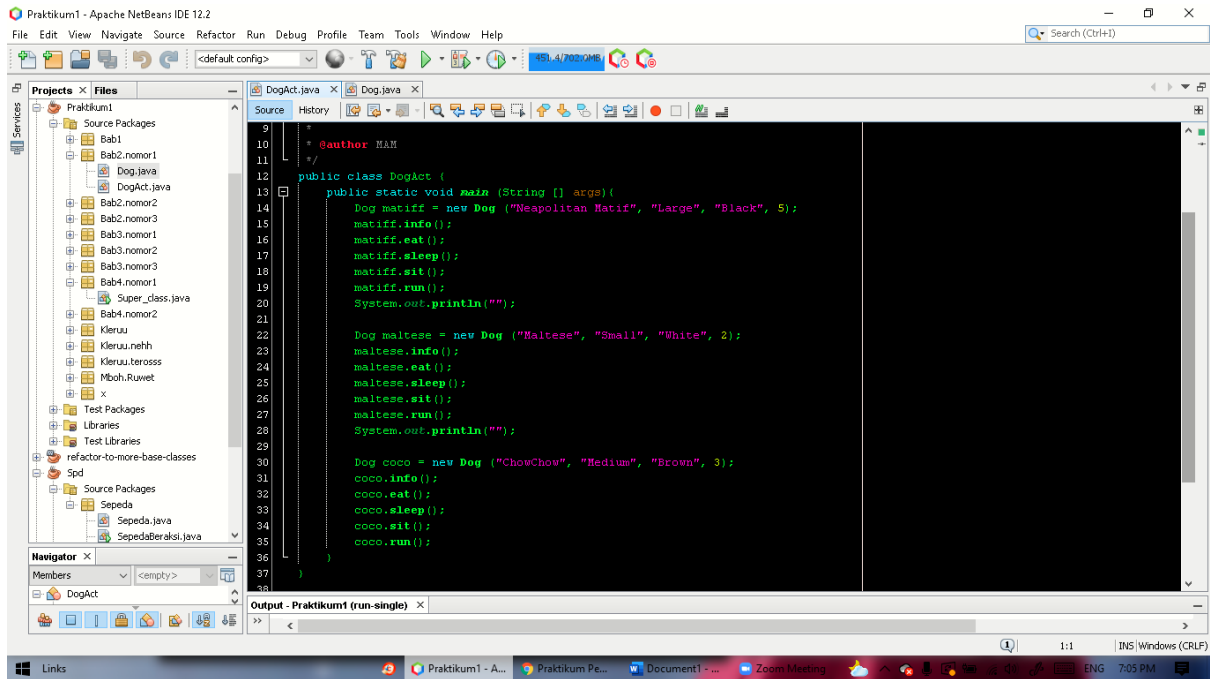 Praktikum1 - Apache NetBeans IDE 12.2
File Edit View Navigate Source Refactor Run Debug Profile Team Tools Window Help
Search (Ctrl+I)
<default config>
451.4/702.0MB
Projects × Files
DogAct.java × Dog.java ×
Services
Source History
Praktikum1
Source Packages
Bab1
Bab2.nomor1
Dog.java
DogAct.java
Bab2.nomor2
Bab2.nomor3
Bab3.nomor1
Bab3.nomor2
Bab3.nomor3
Bab4.nomor1
Super_class.java
Bab4.nomor2
Kleruu
Kleruu.nehh
Kleruu.terosss
Mboh.Ruwet
x
Test Packages
Libraries
Test Libraries
refactor-to-more-base-classes
Spd
Source Packages
Sepeda
Sepeda.java
SepedaBeraksi.java
9 *
10 * @author MAM
11 */
12 public class DogAct {
13 public static void main (String [] args){
14 Dog matiff = new Dog ("Neapolitan Matif", "Large", "Black", 5);
15 matiff.info();
16 matiff.eat();
17 matiff.sleep();
18 matiff.sit();
19 matiff.run();
20 System.out.println("");
21
22 Dog maltese = new Dog ("Maltese", "Small", "White", 2);
23 maltese.info();
24 maltese.eat();
25 maltese.sleep();
26 maltese.sit();
27 maltese.run();
28 System.out.println("");
29
30 Dog coco = new Dog ("ChowChow", "Medium", "Brown", 3);
31 coco.info();
32 coco.eat();
33 coco.sleep();
34 coco.sit();
35 coco.run();
36 }
37 }
38
Navigator ×
Members <empty>
DogAct
Output - Praktikum1 (run-single) ×
1 1:1 INS Windows (CRLF)
Links Praktikum1 - A... Praktikum Pe... Document1 - ... Zoom Meeting ENG 7:05 PM